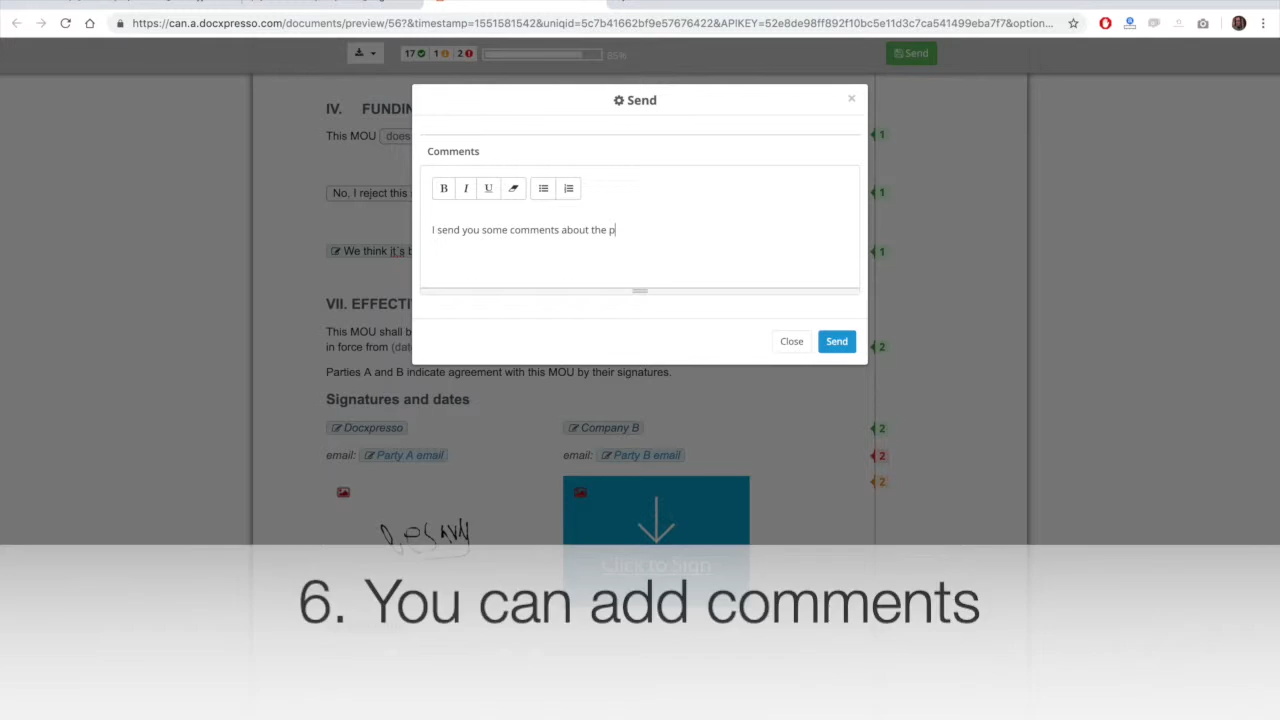 https://can.a.docxpresso.com/documents/preview/56?&timestamp=1551581542&uniqid=5c7b41662bf9e57676422&APIKEY=52e8de98ff892f10bc5e11d3c7ca541499eba7f7&option...
17 1 2 65% Send
Send ×
IV. FUNDIN
This MOU does 1
Comments
B I U
No, I reject this 1
I send you some comments about the p
We think it`s b 1
VII. EFFECTI
This MOU shall b
in force from (dat 2
Close Send
Parties A and B indicate agreement with this MOU by their signatures.
Signatures and dates
Docxpresso Company B 2
email: Party A email email: Party B email 2
2
Click to Sign
6. You can add comments